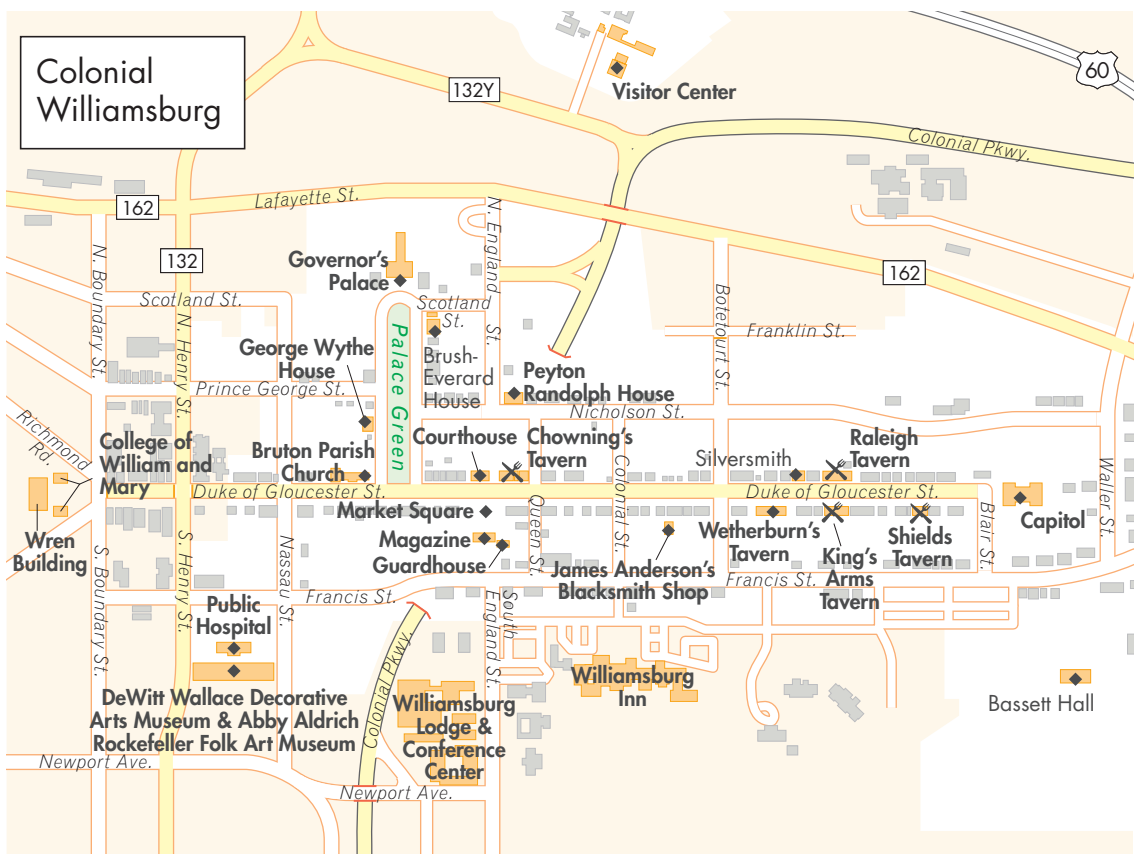 Colonial
Williamsburg
132Y
60
Visitor Center
Colonial Pkwy.
162
Lafayette St.
N. England St.
132
Governor's
Palace
162
N. Boundary St.
Scotland St.
N. Henry St.
Scotland
St.
Palace Green
Botetourt St.
Franklin St.
George Wythe
House
Brush-
Everard
House
Peyton
Randolph House
Prince George St.
Nicholson St.
Richmond
Rd.
College of
William and
Mary
Bruton Parish
Church
Courthouse
Chowning's
Tavern
Colonial St.
Silversmith
Raleigh
Tavern
Waller St.
Duke of Gloucester St.
Duke of Gloucester St.
Wren
Building
Market Square
Magazine
Guardhouse
Queen St.
James Anderson's
Blacksmith Shop
Wetherburn's
Tavern
King's
Arms
Tavern
Shields
Tavern
Blair St.
Capitol
S. Boundary St.
S. Henry St.
Nassau St.
Francis St.
Francis St.
Public
Hospital
South
England St.
Colonial Pkwy.
DeWitt Wallace Decorative
Arts Museum & Abby Aldrich
Rockefeller Folk Art Museum
Williamsburg
Lodge &
Conference
Center
Williamsburg
Inn
Bassett Hall
Newport Ave.
Newport Ave.